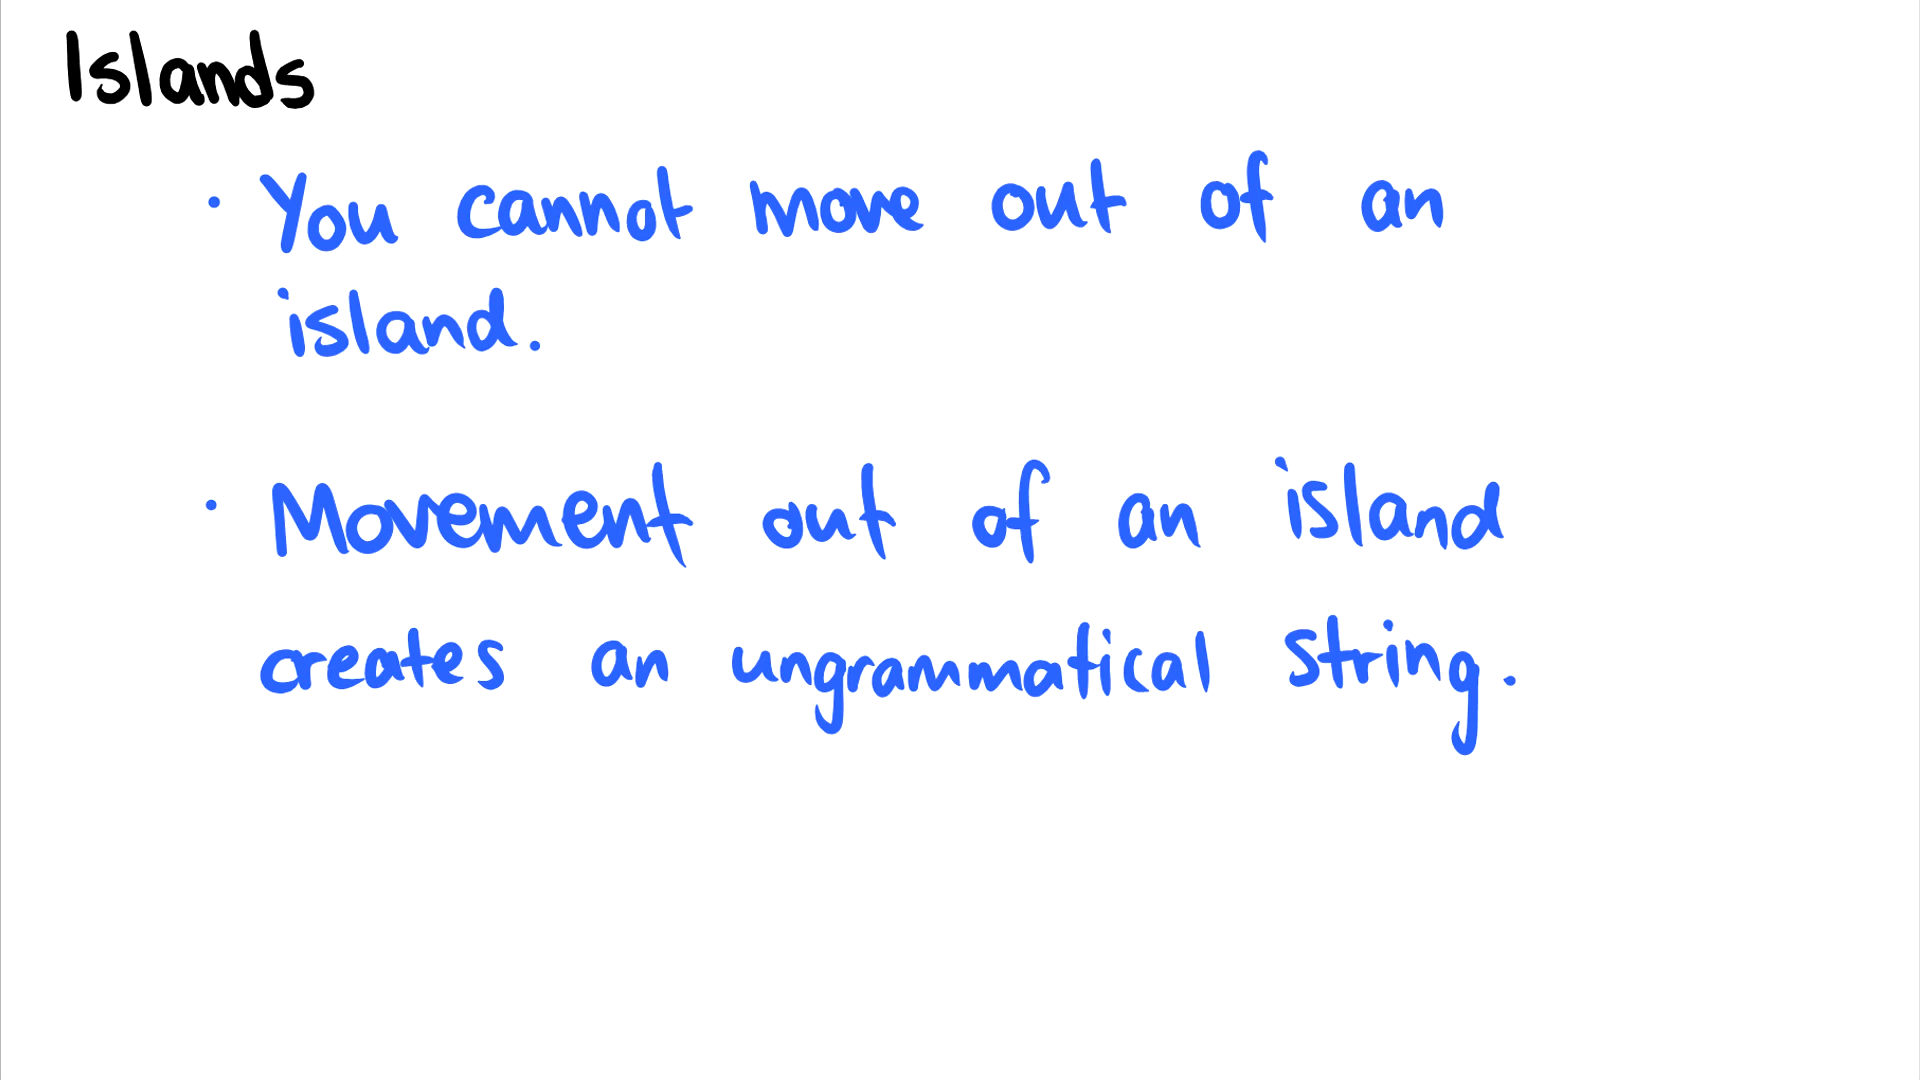 Islands
· You cannot move out of an
island.
· Movement out of an island
creates an ungrammatical string.